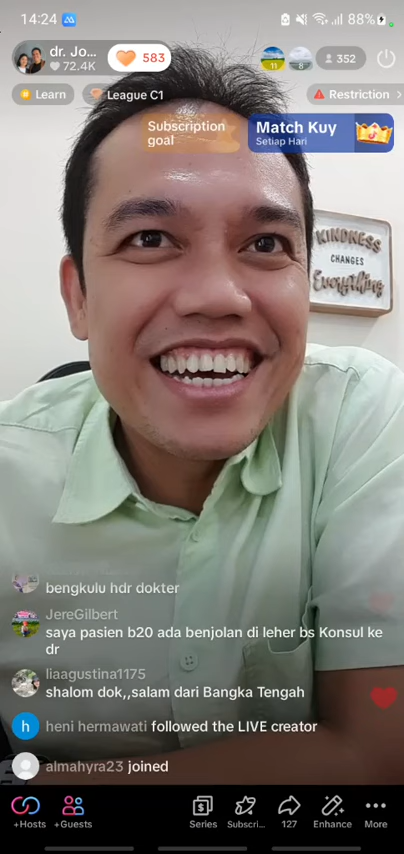 14:24
88%
dr. Jo...
72.4K
583
11
8
352
Learn
League C1
Restriction
Subscription
goal
Match Kuy
Setiap Hari
KINDNESS
CHANGES
Everything
bengkulu hdr dokter
JereGilbert
saya pasien b20 ada benjolan di leher bs Konsul ke
dr
liaagustina1175
shalom dok,,salam dari Bangka Tengah
h
heni hermawati followed the LIVE creator
almahyra23 joined
+Hosts
+Guests
Series
Subscri...
127
Enhance
More